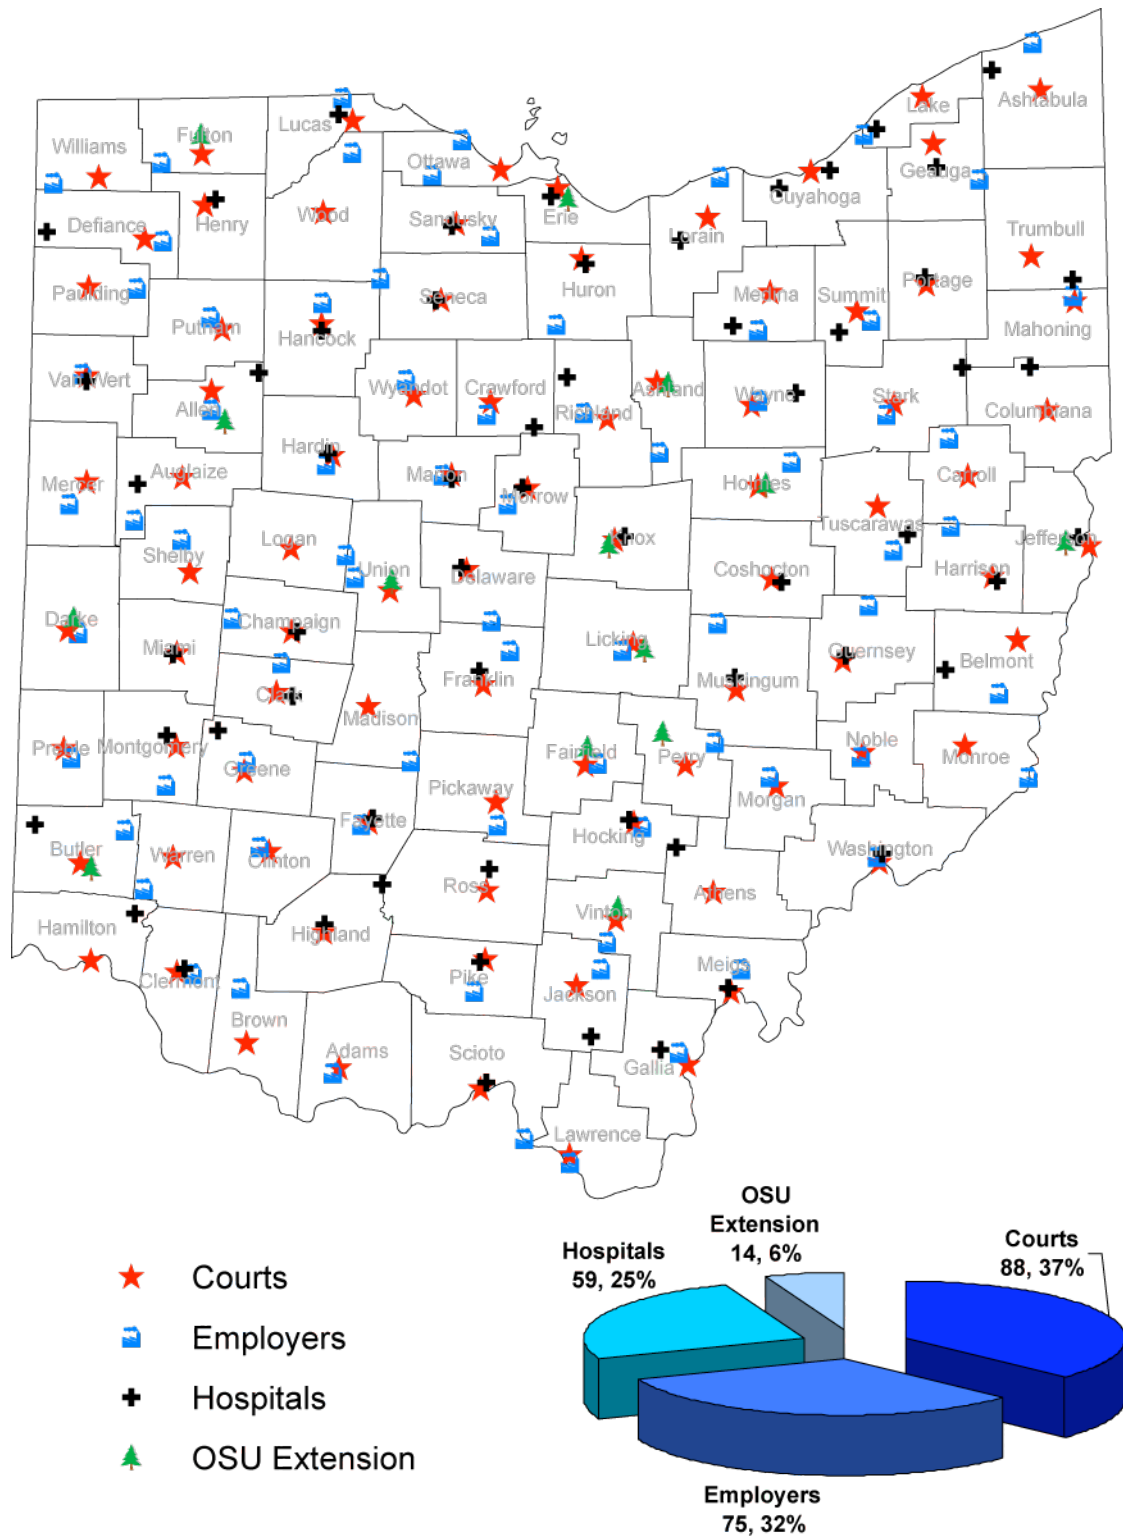 Ashtabula
Lake
Lucas
Fulton
Williams
Ottawa
Geauga
Cuyahoga
Defiance
Henry
Wood
Sandusky
Erie
Lorain
Trumbull
Paulding
Seneca
Huron
Medina
Summit
Portage
Putnam
Hancock
Mahoning
Van Wert
Allen
Wyandot
Crawford
Richland
Ashland
Wayne
Stark
Columbiana
Hardin
Mercer
Auglaize
Marion
Morrow
Holmes
Carroll
Tuscarawas
Shelby
Logan
Union
Delaware
Knox
Coshocton
Harrison
Jefferson
Darke
Miami
Champaign
Licking
Guernsey
Belmont
Clark
Madison
Franklin
Muskingum
Preble
Montgomery
Greene
Fairfield
Perry
Noble
Monroe
Pickaway
Morgan
Fayette
Hocking
Butler
Warren
Clinton
Washington
Ross
Athens
Hamilton
Highland
Vinton
Clermont
Pike
Jackson
Meigs
Brown
Adams
Scioto
Gallia
Lawrence
OSU
Extension
14, 6%
Hospitals
59, 25%
Courts
88, 37%
Courts
Employers
Hospitals
OSU Extension
Employers
75, 32%